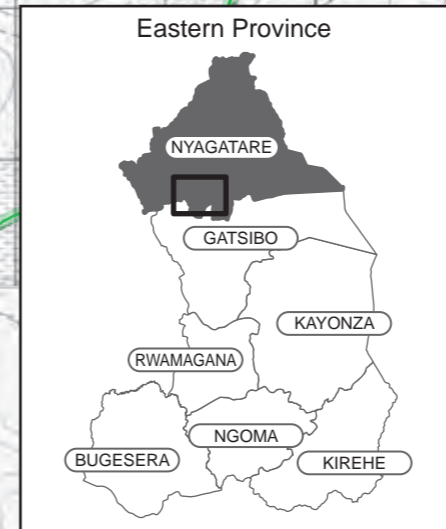 Eastern Province
NYAGATARE
GATSIBO
KAYONZA
RWAMAGANA
NGOMA
BUGESERA
KIREHE